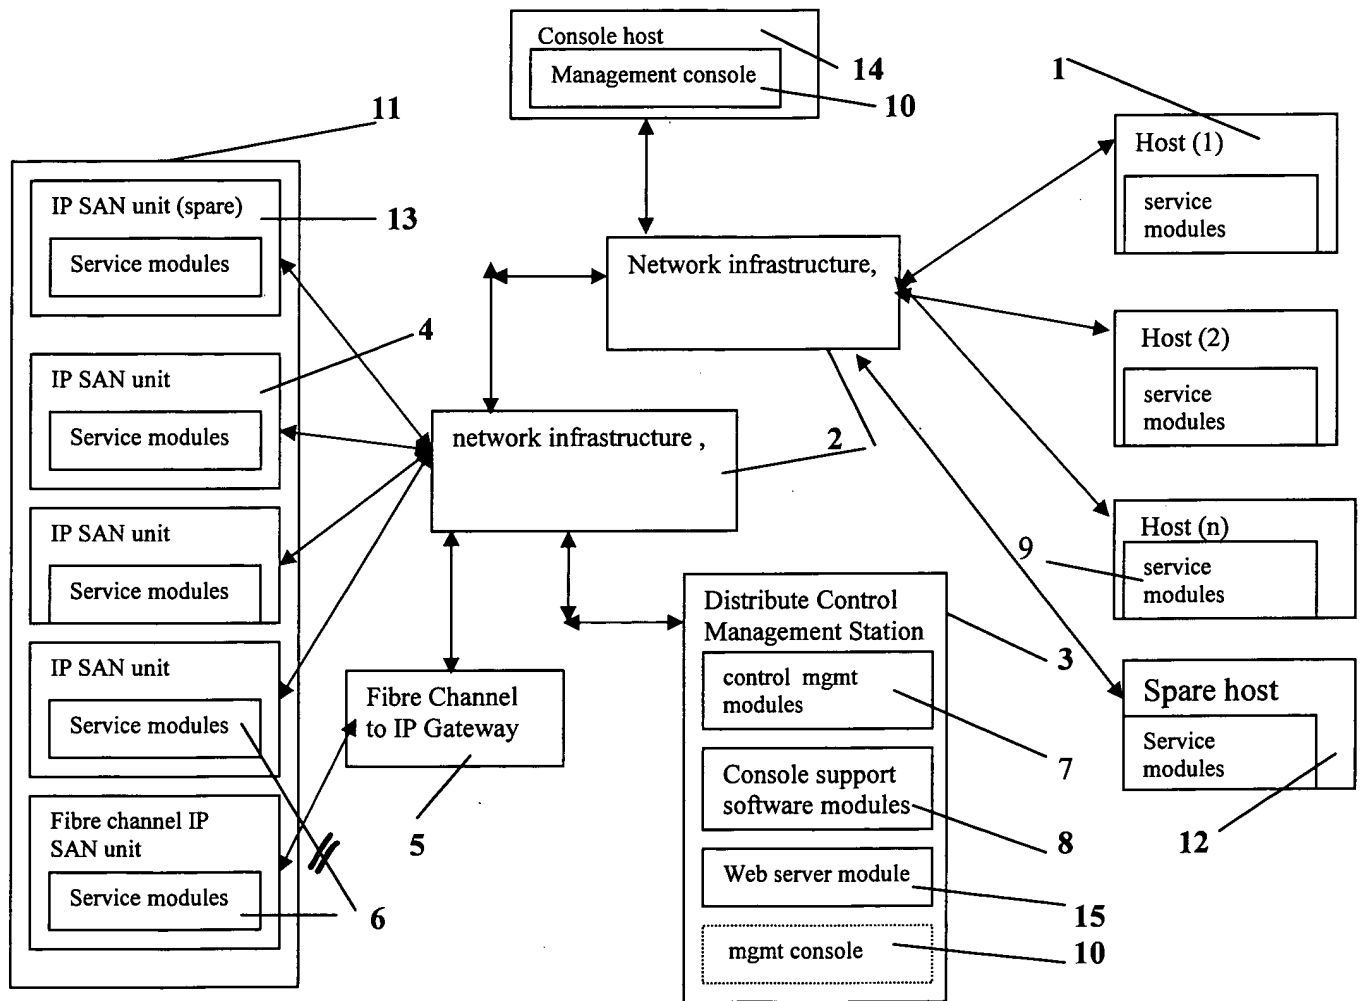 Console host
Management console
14
10
11
IP SAN unit (spare)
13
Service modules
4
IP SAN unit
Service modules
IP SAN unit
Service modules
IP SAN unit
Service modules
Fibre channel IP
SAN unit
Service modules
6
Network infrastructure,
network infrastructure ,
2
Fibre Channel
to IP Gateway
5
Distribute Control
Management Station
3
control mgmt
modules
7
Console support
software modules
8
Web server module
15
mgmt console
10
1
Host (1)
service
modules
Host (2)
service
modules
Host (n)
9
service
modules
Spare host
Service
modules
12